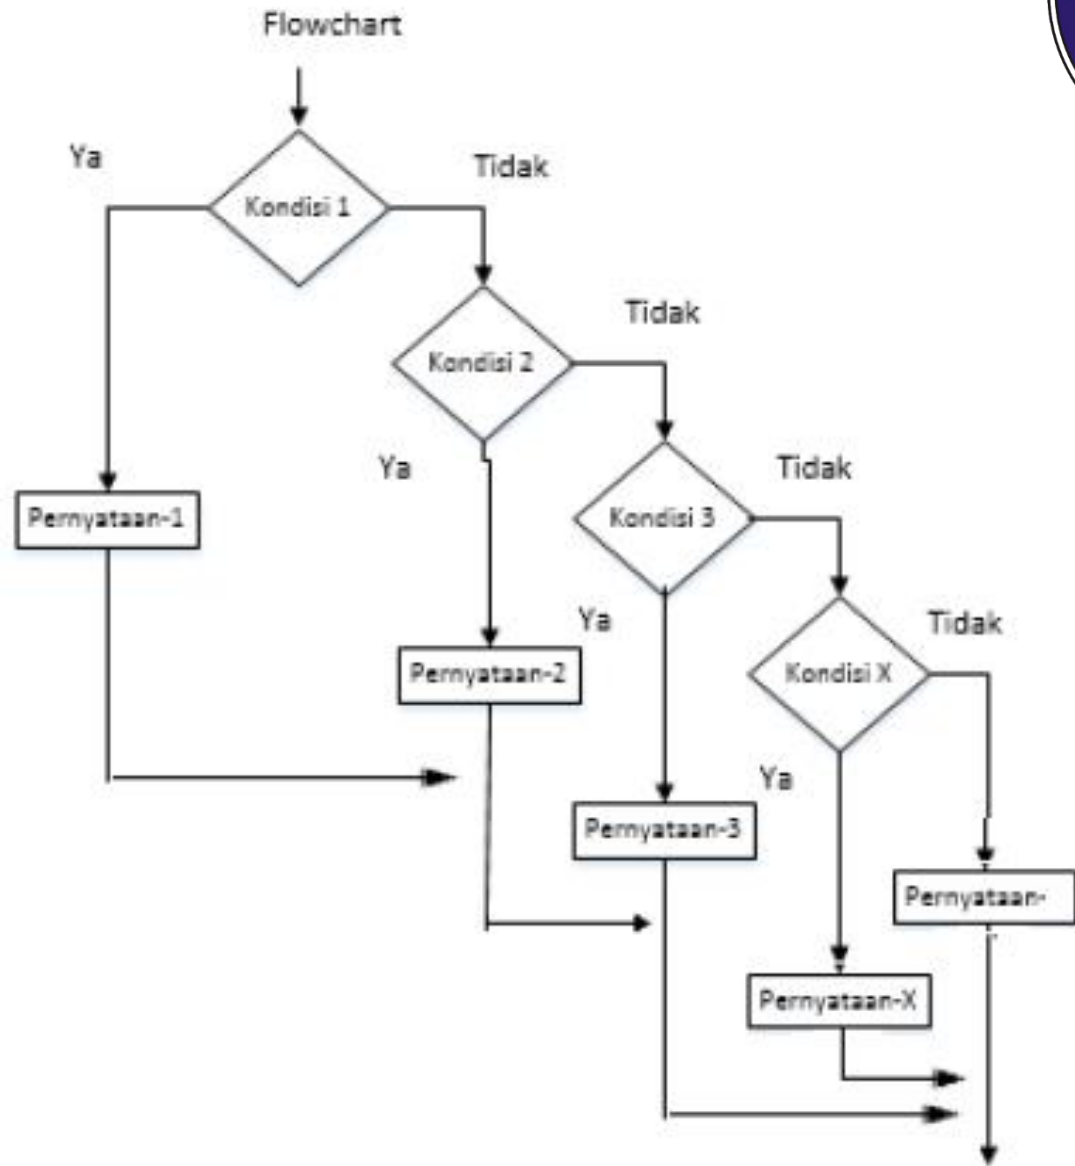 Flowchart
Ya
Tidak
Kondisi 1
Tidak
Kondisi 2
Ya
Tidak
Kondisi 3
Pernyataan-1
Ya
Tidak
Pernyataan-2
Kondisi X
Ya
Pernyataan-3
Pernyataan-
Pernyataan-X